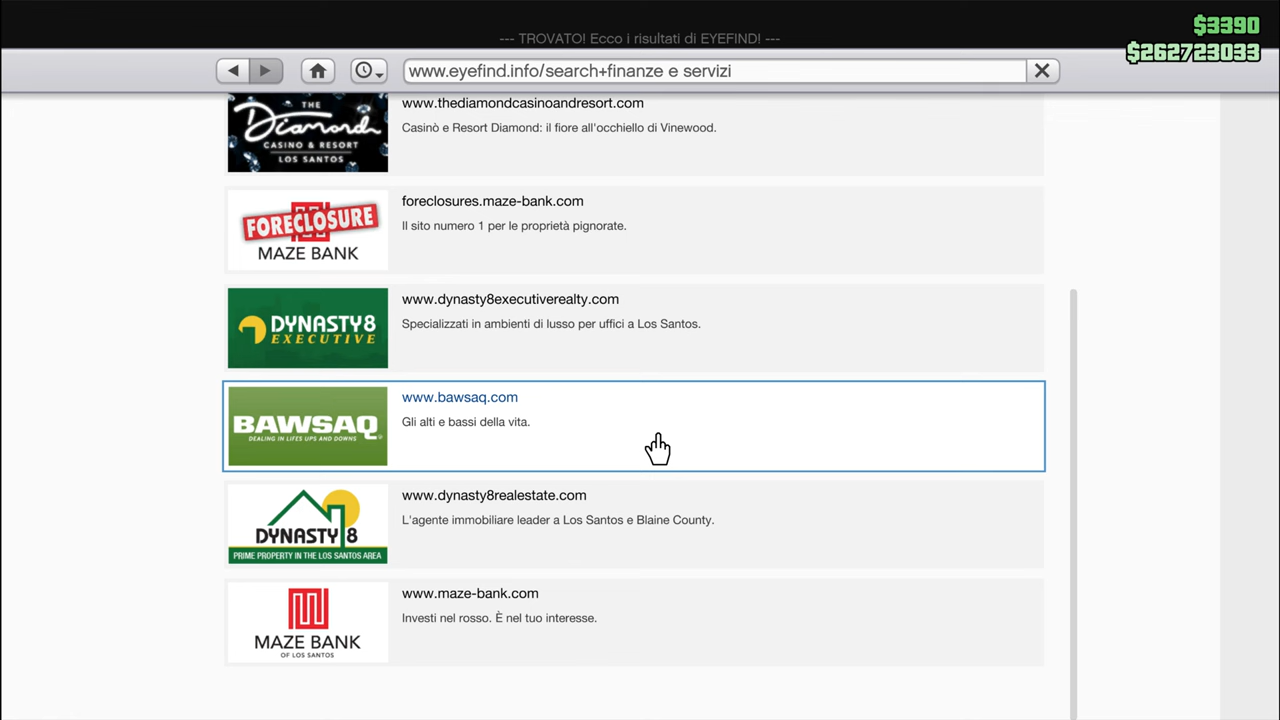 $3390
--- TROVATO! Ecco i risultati di EYEFIND! ---
$262723033
www.eyefind.info/search+finanze e servizi
THE
Diamond
CASINO & RESORT
LOS SANTOS
www.thediamondcasinoandresort.com
Casinò e Resort Diamond: il fiore all'occhiello di Vinewood.
FORECLOSURE
MAZE BANK
foreclosures.maze-bank.com
Il sito numero 1 per le proprietà pignorate.
DYNASTY8
EXECUTIVE
www.dynasty8executiverealty.com
Specializzati in ambienti di lusso per uffici a Los Santos.
BAWSAQ
DEALING IN LIFES UPS AND DOWNS
www.bawsaq.com
Gli alti e bassi della vita.
DYNASTY 8
PRIME PROPERTY IN THE LOS SANTOS AREA
www.dynasty8realestate.com
L'agente immobiliare leader a Los Santos e Blaine County.
MAZE BANK
OF LOS SANTOS
www.maze-bank.com
Investi nel rosso. È nel tuo interesse.